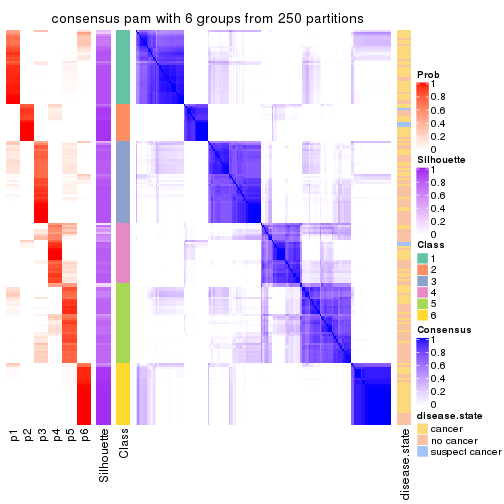 consensus pam with 6 groups from 250 partitions
Prob
1
0.8
0.6
0.4
0.2
0
Silhouette
1
0.8
0.6
0.4
0.2
0
Class
1
2
3
4
5
6
Consensus
1
0.8
0.6
0.4
0.2
0
disease.state
cancer
no cancer
suspect cancer
p1
p2
p3
p4
p5
p6
Silhouette
Class
disease.state